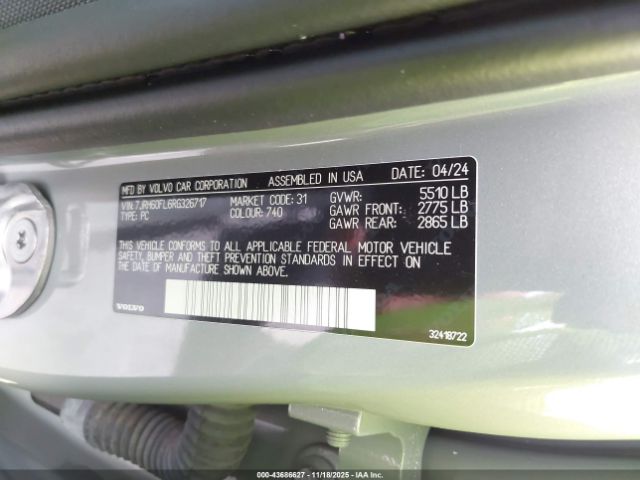 MFD BY VOLVO CAR CORPORATION ASSEMBLED IN USA DATE: 04/24
VIN: 7JRH60FL6RG326717 MARKET CODE: 31 GVWR: 5510 LB
TYPE: PC COLOUR: 740 GAWR FRONT: 2775 LB
GAWR REAR: 2865 LB
THIS VEHICLE CONFORMS TO ALL APPLICABLE FEDERAL MOTOR VEHICLE
SAFETY, BUMPER AND THEFT PREVENTION STANDARDS IN EFFECT ON
THE DATE OF MANUFACTURE SHOWN ABOVE.
VOLVO
32418722
000-43686627 - 11/18/2025 - IAAI.COM